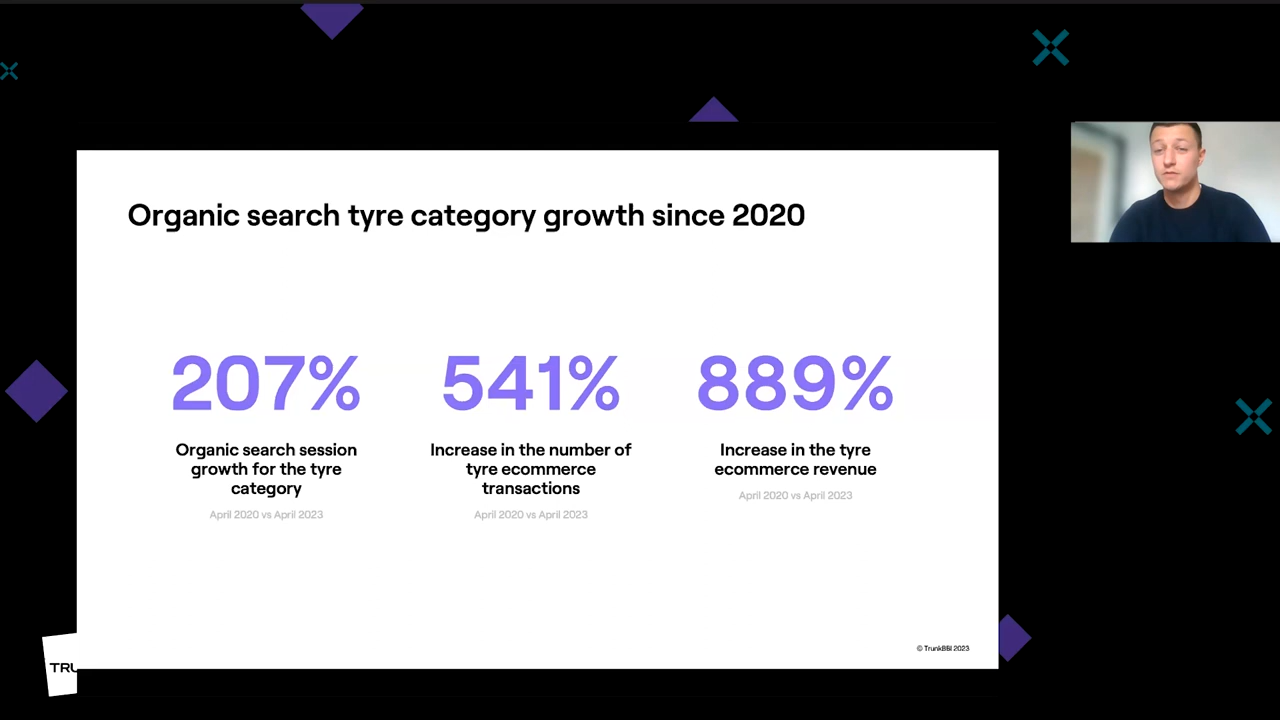 Organic search tyre category growth since 2020
207%
Organic search session
growth for the tyre
category
April 2020 vs April 2023
541%
Increase in the number of
tyre ecommerce
transactions
April 2020 vs April 2023
889%
Increase in the tyre
ecommerce revenue
April 2020 vs April 2023
© TrunkBBI 2023
TRU